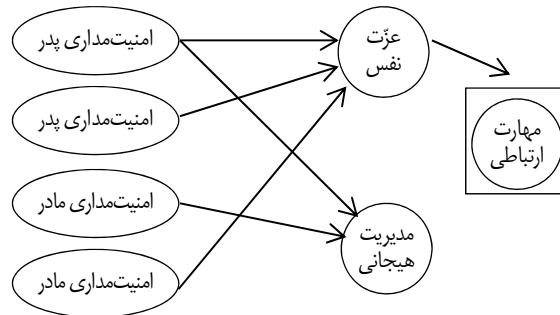 امنیت‌مداری پدر
عزّت
نفس
امنیت‌مداری پدر
مهارت
ارتباطی
امنیت‌مداری مادر
مدیریت
هیجانی
امنیت‌مداری مادر